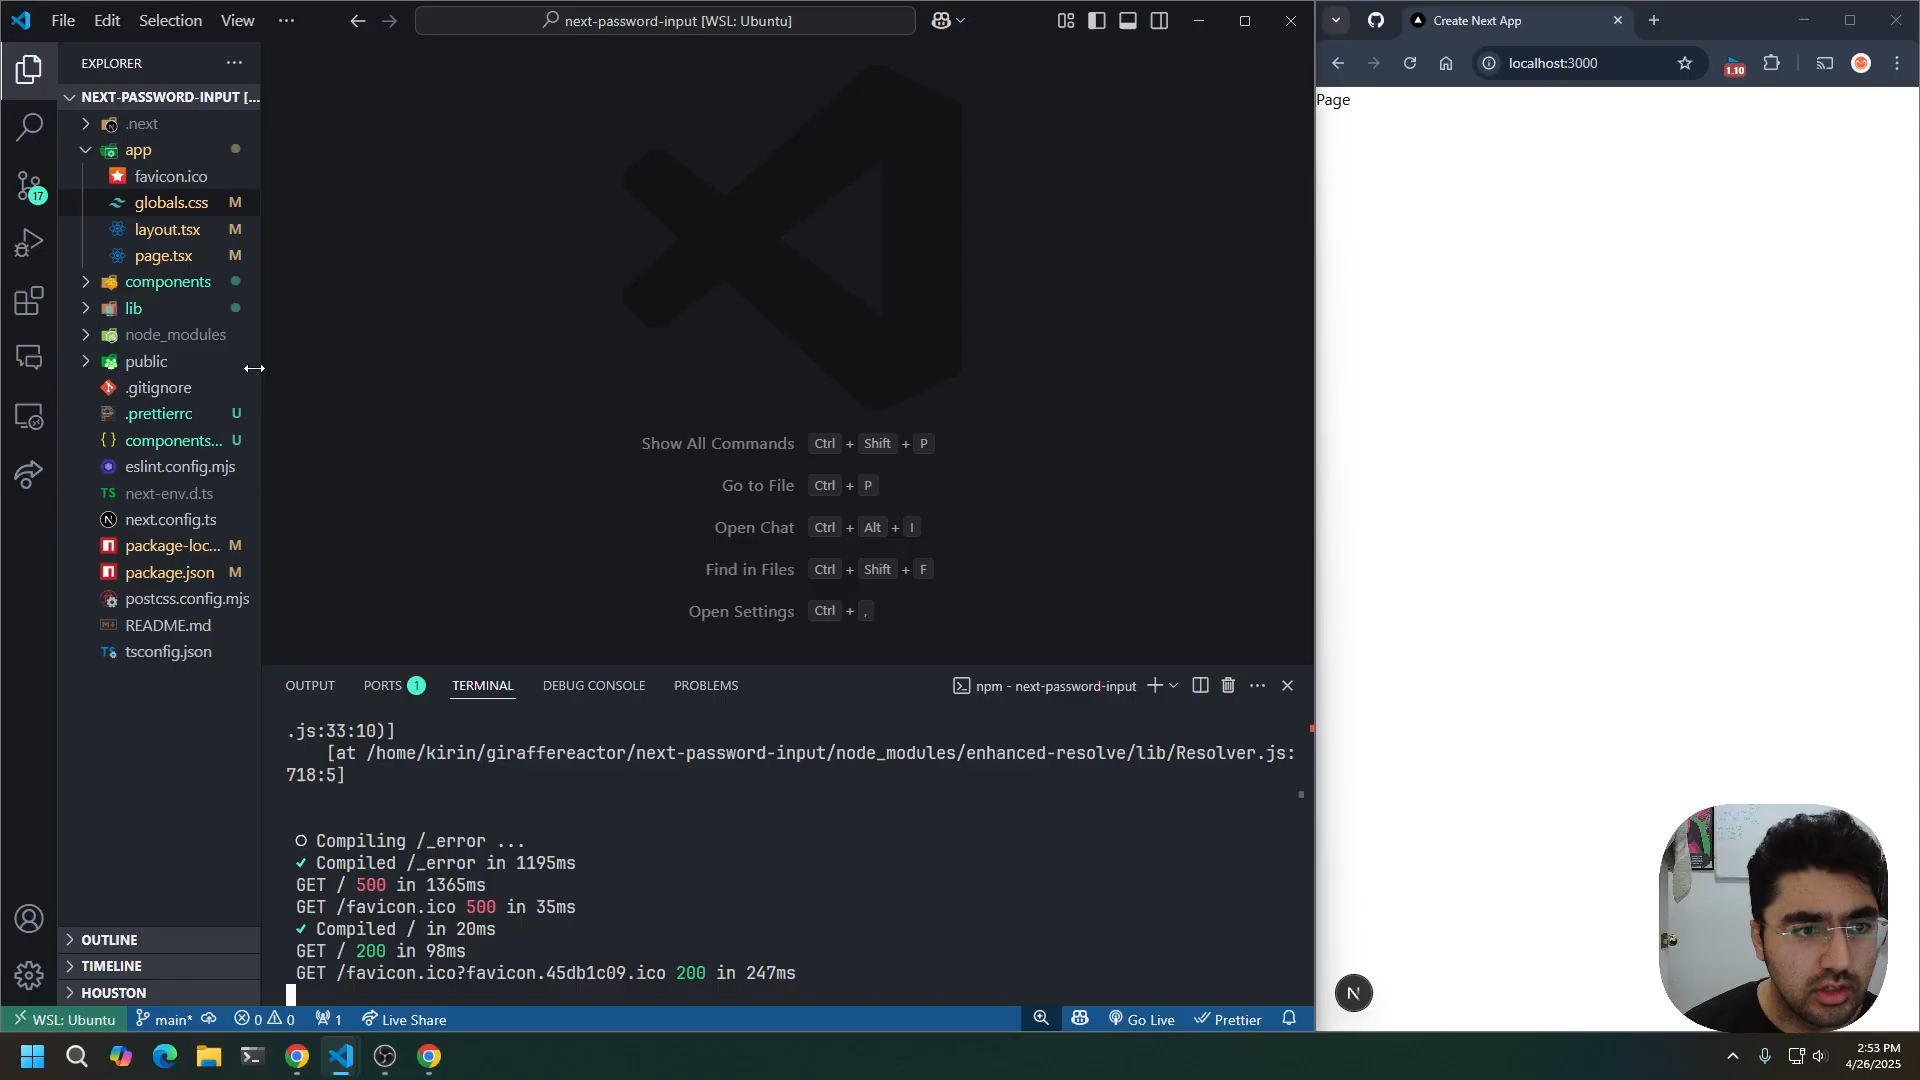 File Edit Selection View ···
next-password-input [WSL: Ubuntu]
Create Next App
localhost:3000
1.10
EXPLORER
NEXT-PASSWORD-INPUT [...
.next
app
favicon.ico
globals.css M
layout.tsx M
page.tsx M
components
lib
node_modules
public
.gitignore
.prettierrc U
{ } components... U
eslint.config.mjs
TS next-env.d.ts
N next.config.ts
package-loc... M
package.json M
postcss.config.mjs
README.md
TS tsconfig.json
17
OUTLINE
TIMELINE
HOUSTON
Show All Commands Ctrl + Shift + P
Go to File Ctrl + P
Open Chat Ctrl + Alt + I
Find in Files Ctrl + Shift + F
Open Settings Ctrl + ,
OUTPUT PORTS 1 TERMINAL DEBUG CONSOLE PROBLEMS
npm - next-password-input
.js:33:10)]
[at /home/kirin/giraffereactor/next-password-input/node_modules/enhanced-resolve/lib/Resolver.js:
718:5]
○ Compiling /_error ...
✓ Compiled /_error in 1195ms
GET / 500 in 1365ms
GET /favicon.ico 500 in 35ms
✓ Compiled / in 20ms
GET / 200 in 98ms
GET /favicon.ico?favicon.45db1c09.ico 200 in 247ms
WSL: Ubuntu main* 0 0 1 Live Share
Go Live Prettier
Page
N
2:53 PM
4/26/2025